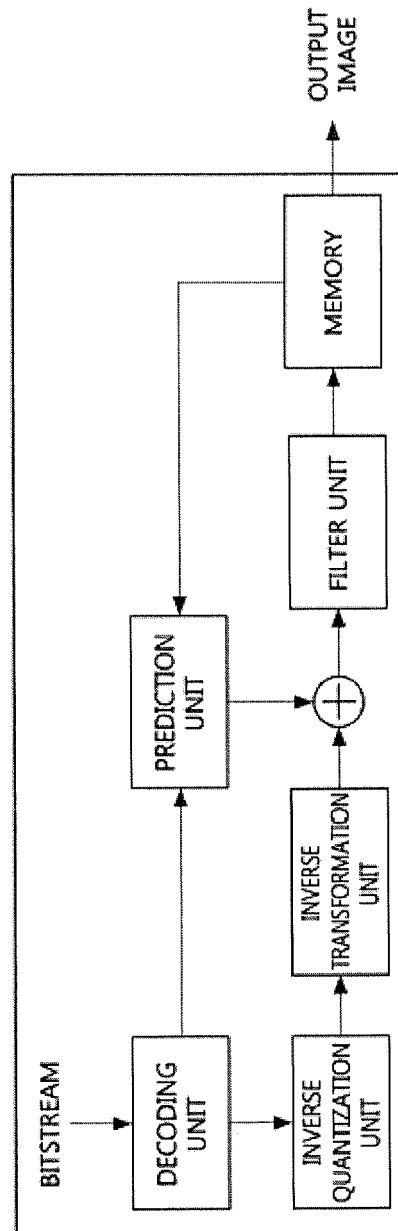 BITSTREAM
DECODING
UNIT
PREDICTION
UNIT
INVERSE
QUANTIZATION
UNIT
INVERSE
TRANSFORMATION
UNIT
FILTER UNIT
MEMORY
OUTPUT
IMAGE